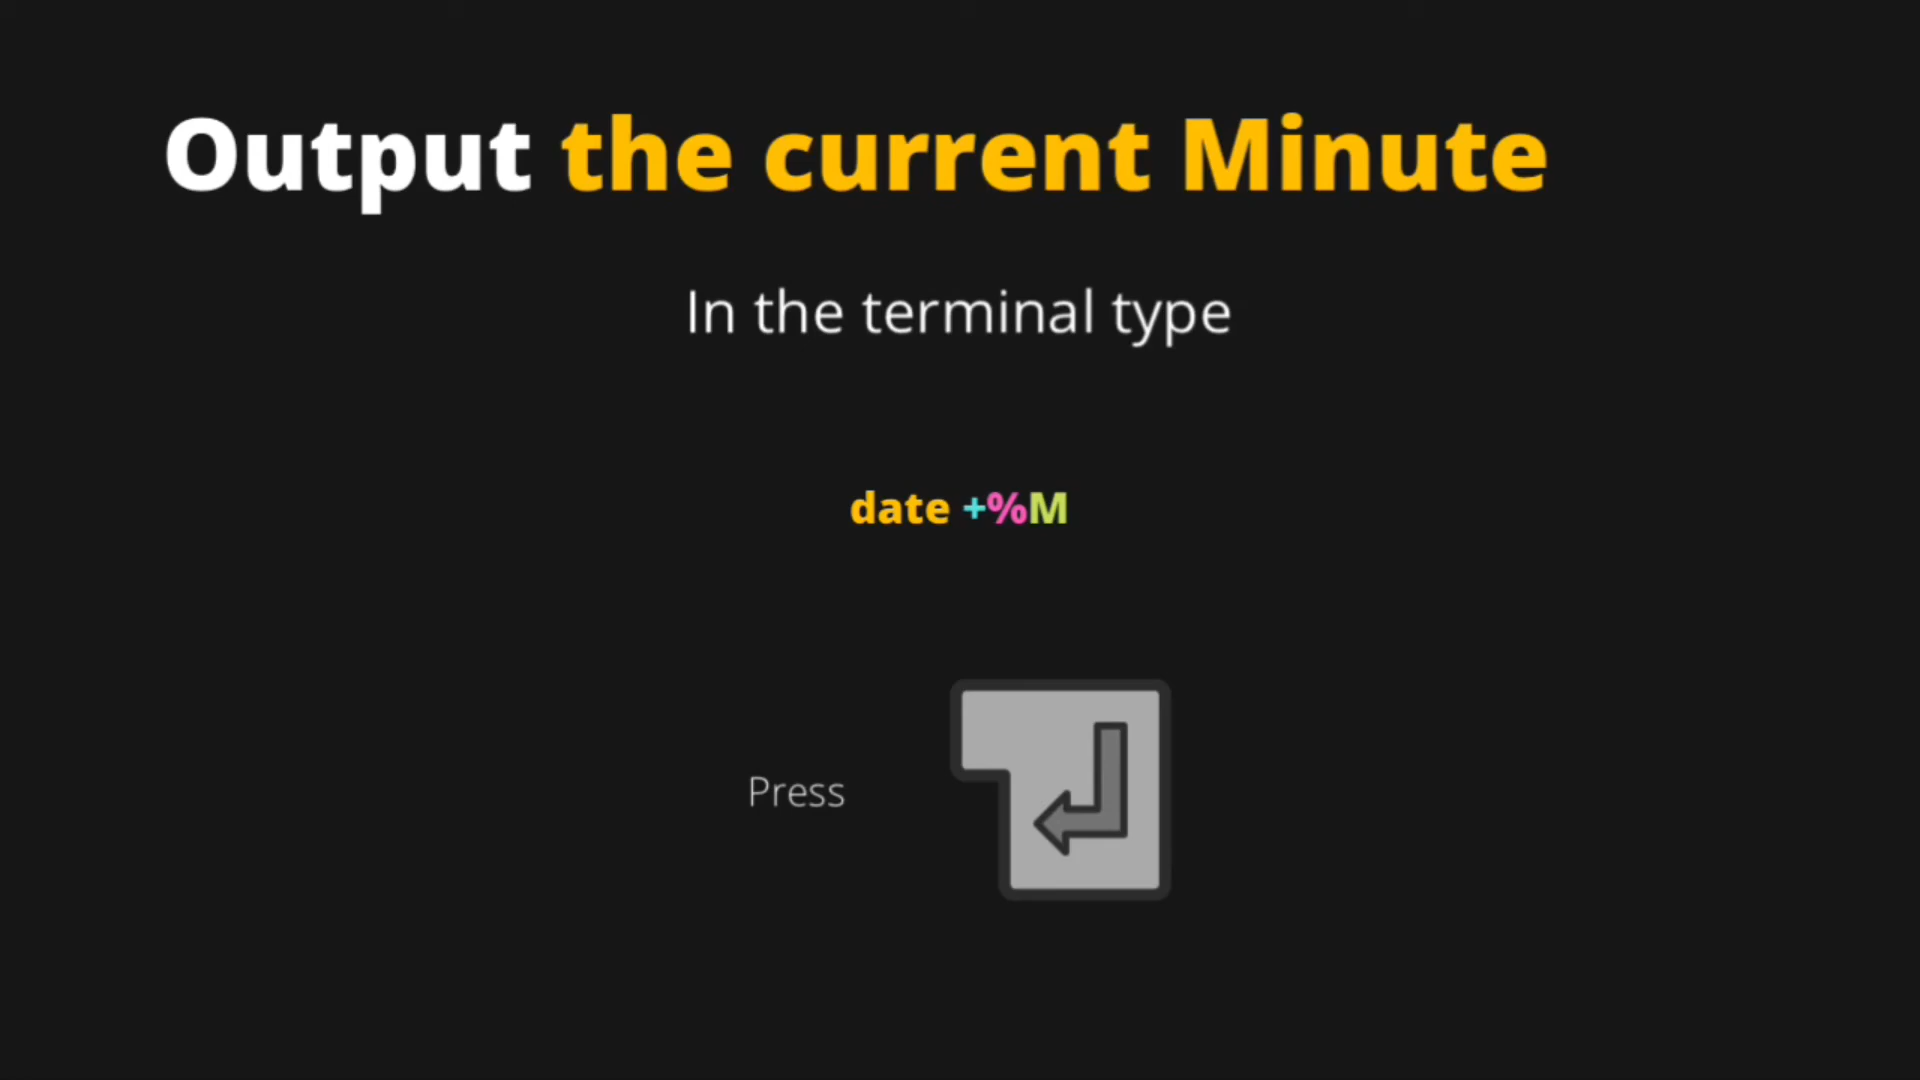 Output the current Minute
In the terminal type
date +%M
Press